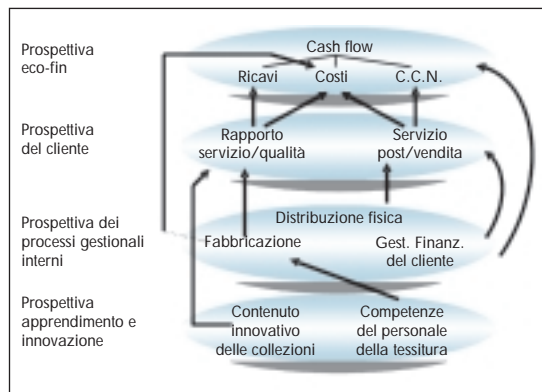 Prospettiva
eco-fin
Cash flow
Ricavi Costi C.C.N.
Prospettiva
del cliente
Rapporto
servizio/qualità
Servizio
post/vendita
Prospettiva dei
processi gestionali
interni
Distribuzione fisica
Fabbricazione
Gest. Finanz.
del cliente
Prospettiva
apprendimento e
innovazione
Contenuto
innovativo
delle collezioni
Competenze
del personale
della tessitura